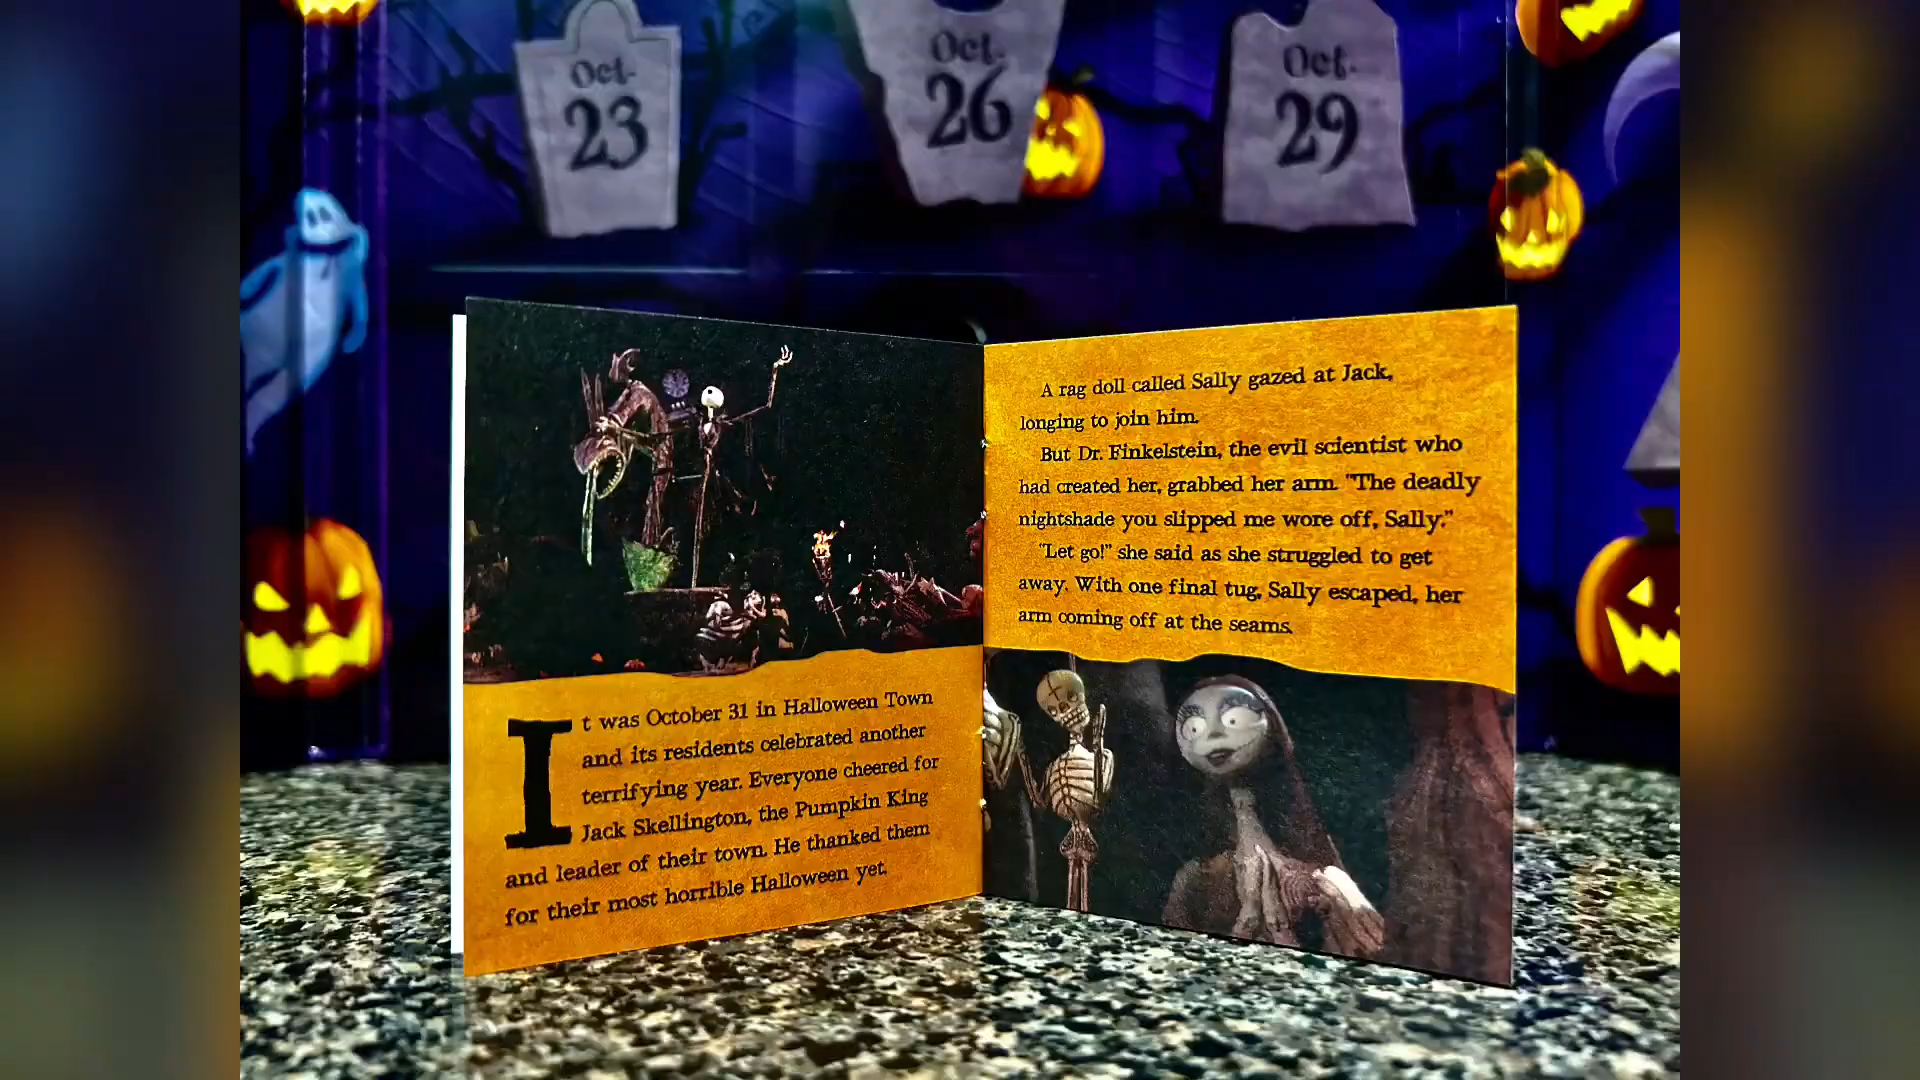 Oct.
23
Oct.
26
Oct.
29
It was October 31 in Halloween Town
and its residents celebrated another
terrifying year. Everyone cheered for
Jack Skellington, the Pumpkin King
and leader of their town. He thanked them
for their most horrible Halloween yet.
A rag doll called Sally gazed at Jack,
longing to join him.
But Dr. Finkelstein, the evil scientist who
had created her, grabbed her arm. "The deadly
nightshade you slipped me wore off, Sally."
"Let go!" she said as she struggled to get
away. With one final tug, Sally escaped, her
arm coming off at the seams.